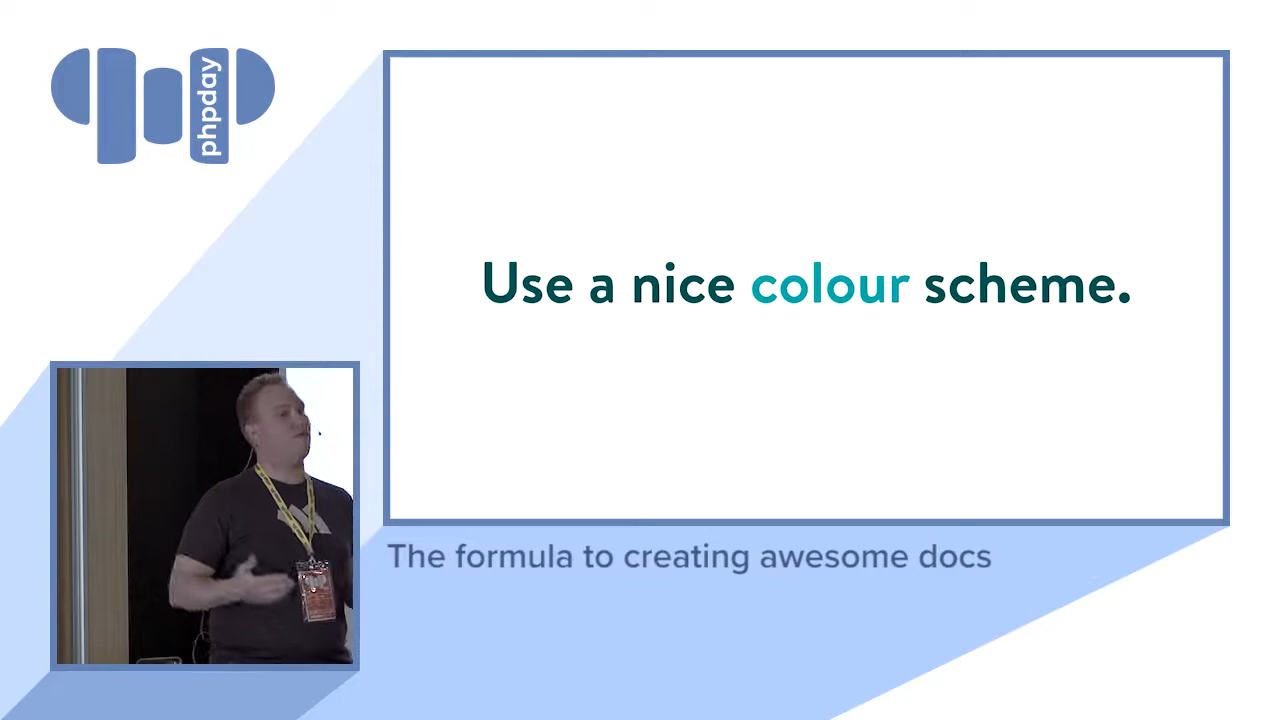 phpday
Use a nice colour scheme.
The formula to creating awesome docs